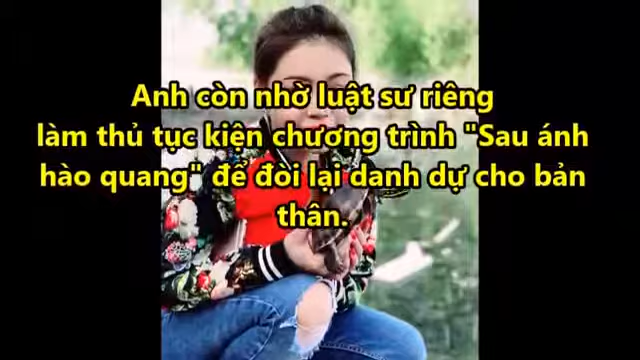 Anh còn nhờ luật sư riêng
làm thủ tục kiện chương trình "Sau ánh
hào quang" để đòi lại danh dự cho bản
thân.